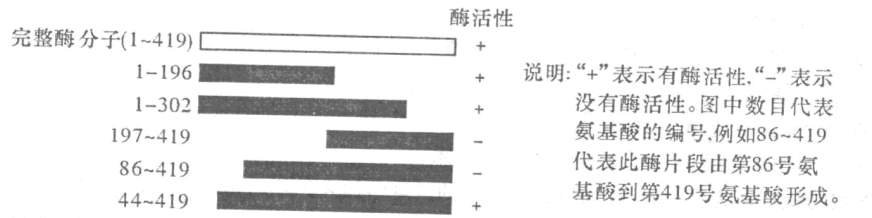 酶活性
完整酶分子(1~419) +
1-196 +
1-302 +
197~419 -
86~419 -
44~419 +
说明:“+”表示有酶活性,“-”表示
没有酶活性。图中数目代表
氨基酸的编号,例如86~419
代表此酶片段由第86号氨
基酸到第419号氨基酸形成。